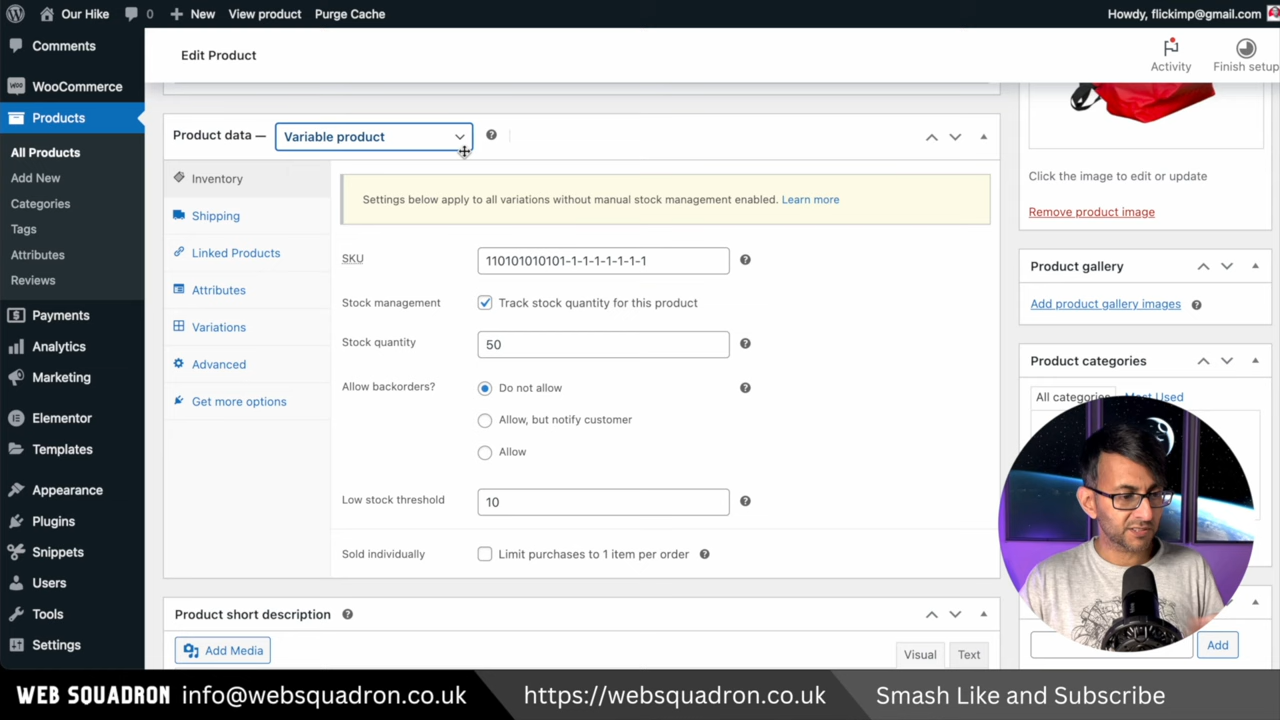 Our Hike 0 New View product Purge Cache Howdy, flickimp@gmail.com
Comments
WooCommerce
Products
All Products
Add New
Categories
Tags
Attributes
Reviews
Payments
Analytics
Marketing
Elementor
Templates
Appearance
Plugins
Snippets
Users
Tools
Settings
Edit Product
Activity
Finish setup
Product data — Variable product
Inventory
Shipping
Linked Products
Attributes
Variations
Advanced
Get more options
Settings below apply to all variations without manual stock management enabled. Learn more
SKU 110101010101-1-1-1-1-1-1-1
Stock management Track stock quantity for this product
Stock quantity 50
Allow backorders? Do not allow
Allow, but notify customer
Allow
Low stock threshold 10
Sold individually Limit purchases to 1 item per order
Product short description
Add Media
Visual Text
Click the image to edit or update
Remove product image
Product gallery
Add product gallery images
Product categories
All categories Most Used
Add
WEB SQUADRON info@websquadron.co.uk https://websquadron.co.uk Smash Like and Subscribe